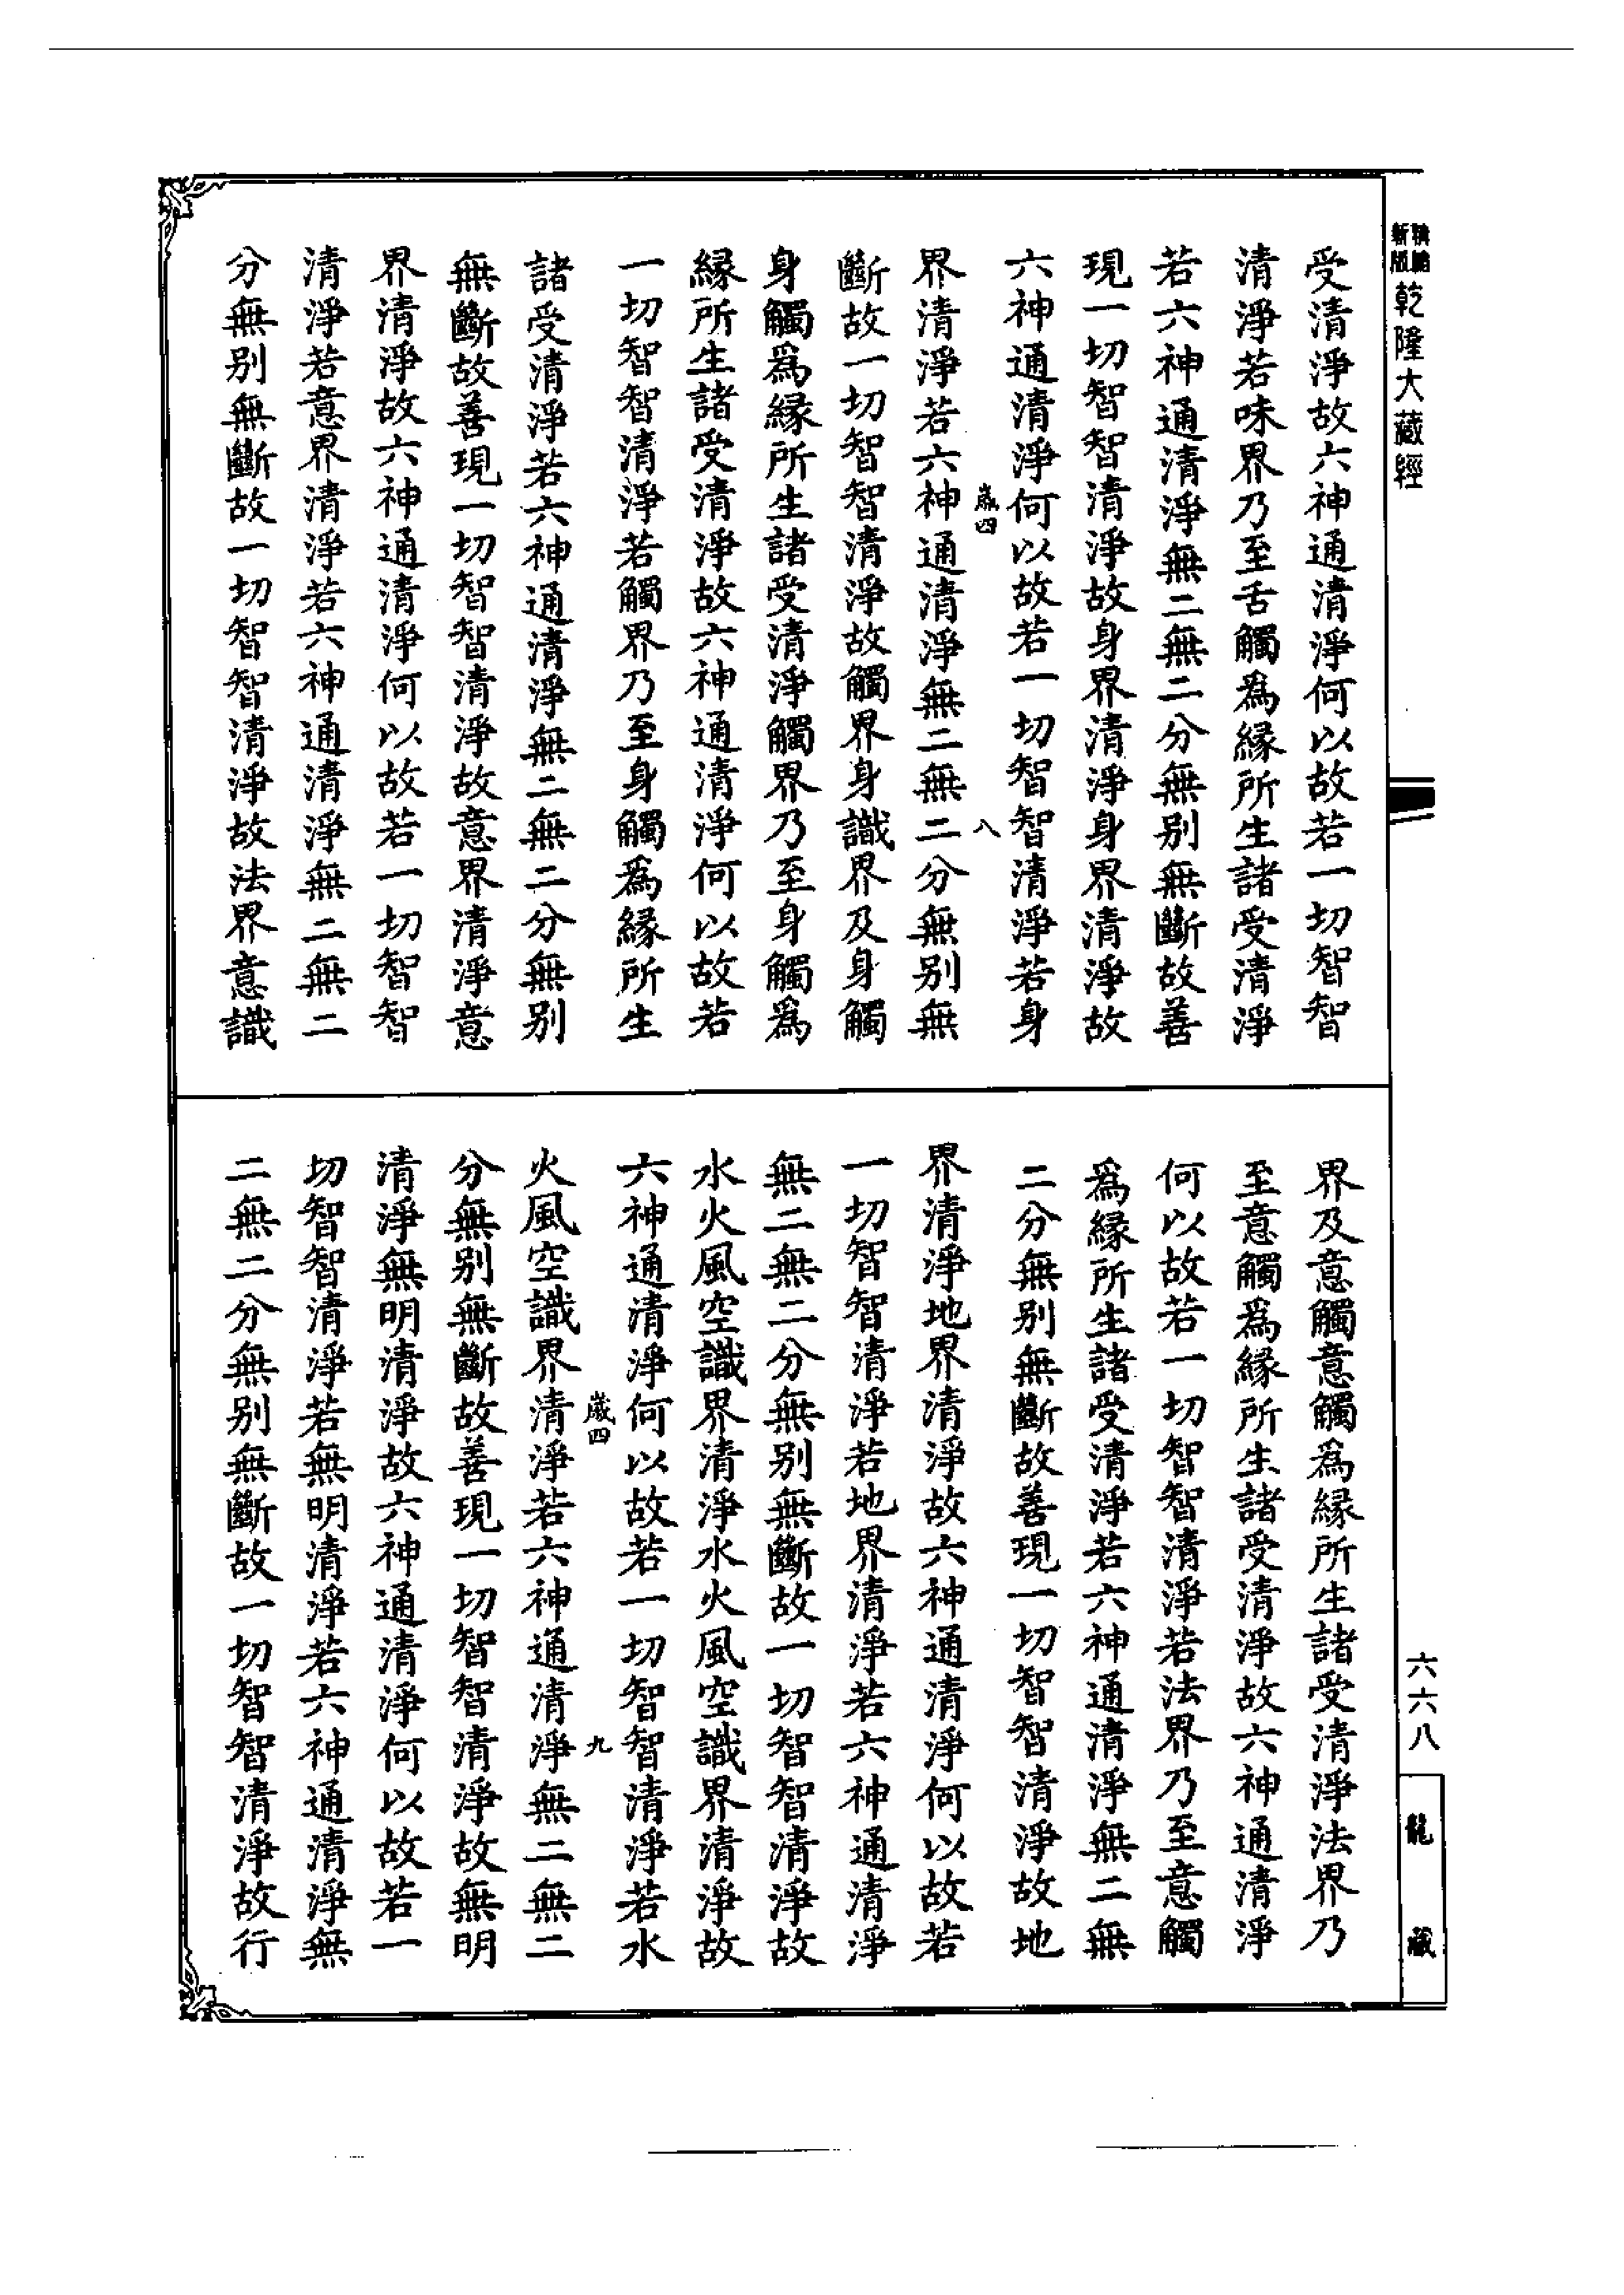 新版
乾隆大藏經
受清淨故六神通清淨何以故若一切智智
清淨若味界乃至舌觸爲緣所生諸受清淨
若六神通清淨無二無二分無别無斷故善
現一切智智清淨故身界清淨身界清淨故
六神通清淨何以故若一切智智清淨若身
歲四 八
界清淨若六神通清淨無二無二分無别無
斷故一切智智清淨故觸界身識界及身觸
身觸爲緣所生諸受清淨觸界乃至身觸爲
緣所生諸受清淨故六神通清淨何以故若
一切智智清淨若觸界乃至身觸爲緣所生
諸受清淨若六神通清淨無二無二分無别
無斷故善現一切智智清淨故意界清淨意
界清淨故六神通清淨何以故若一切智智
清淨若意界清淨若六神通清淨無二無二
分無别無斷故一切智智清淨故法界意識
界及意觸意觸爲緣所生諸受清淨法界乃
至意觸爲緣所生諸受清淨故六神通清淨
何以故若一切智智清淨若法界乃至意觸
爲緣所生諸受清淨若六神通清淨無二無
二分無别無斷故善現一切智智清淨故地
界清淨地界清淨故六神通清淨何以故若
一切智智清淨若地界清淨若六神通清淨
無二無二分無别無斷故一切智智清淨故
水火風空識界清淨水火風空識界清淨故
六神通清淨何以故若一切智智清淨若水
歲四 九
火風空識界清淨若六神通清淨無二無二
分無别無斷故善現一切智智清淨故無明
清淨無明清淨故六神通清淨何以故若一
切智智清淨若無明清淨若六神通清淨無
二無二分無别無斷故一切智智清淨故行
六六八
龍藏